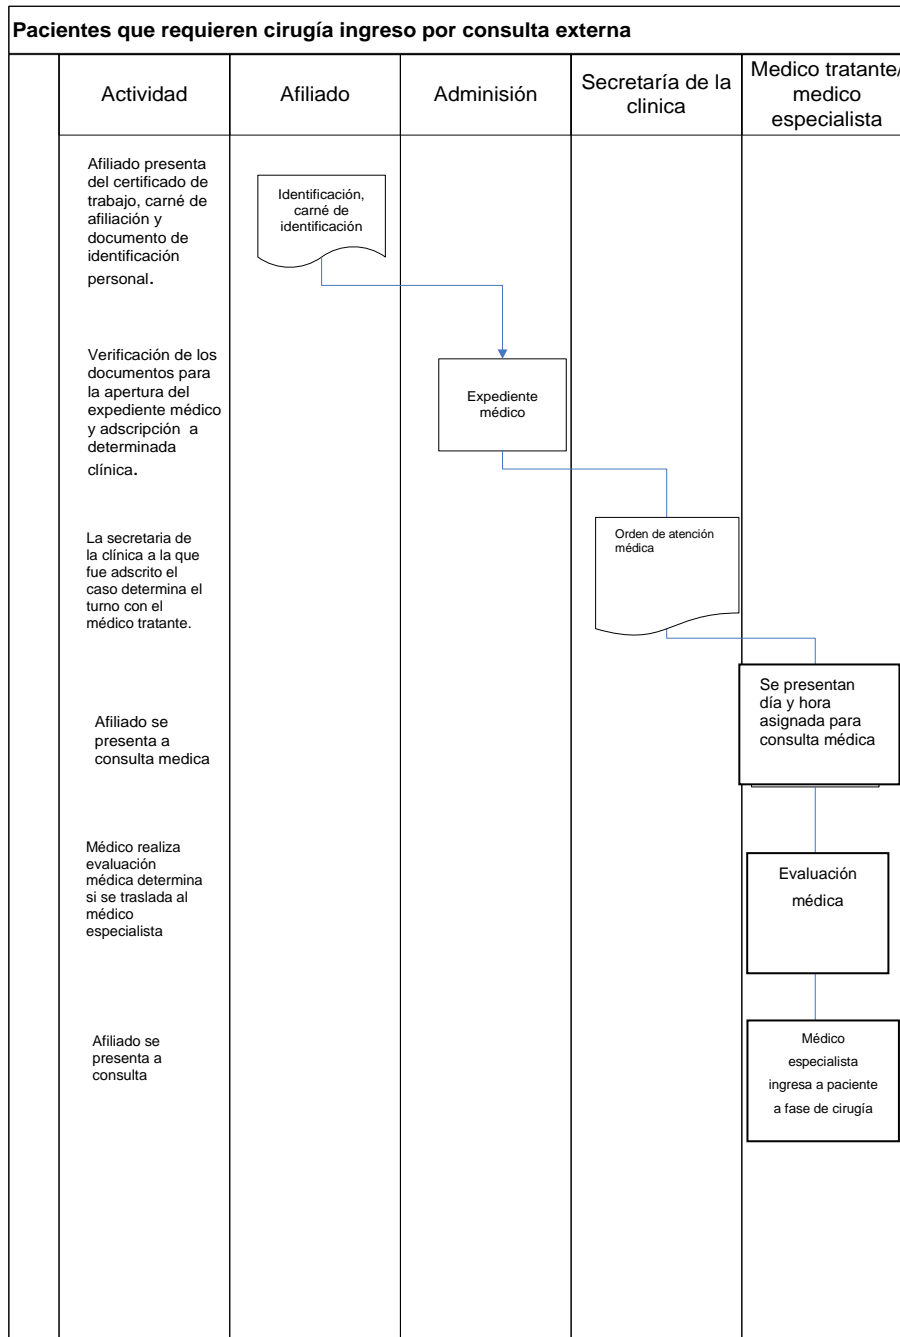 Pacientes que requieren cirugía ingreso por consulta externa
Actividad
Afiliado
Adminisión
Secretaría de la
clinica
Medico tratante/
medico
especialista
Afiliado presenta
del certificado de
trabajo, carné de
afiliación y
documento de
identificación
personal.
Identificación,
carné de
identificación
Verificación de los
documentos para
la apertura del
expediente médico
y adscripción a
determinada
clínica.
Expediente
médico
La secretaria de
la clínica a la que
fue adscrito el
caso determina el
turno con el
médico tratante.
Orden de atención
médica
Afiliado se
presenta a
consulta medica
Se presentan
día y hora
asignada para
consulta médica
Médico realiza
evaluación
médica determina
si se traslada al
médico
especialista
Evaluación
médica
Afiliado se
presenta a
consulta
Médico
especialista
ingresa a paciente
a fase de cirugía